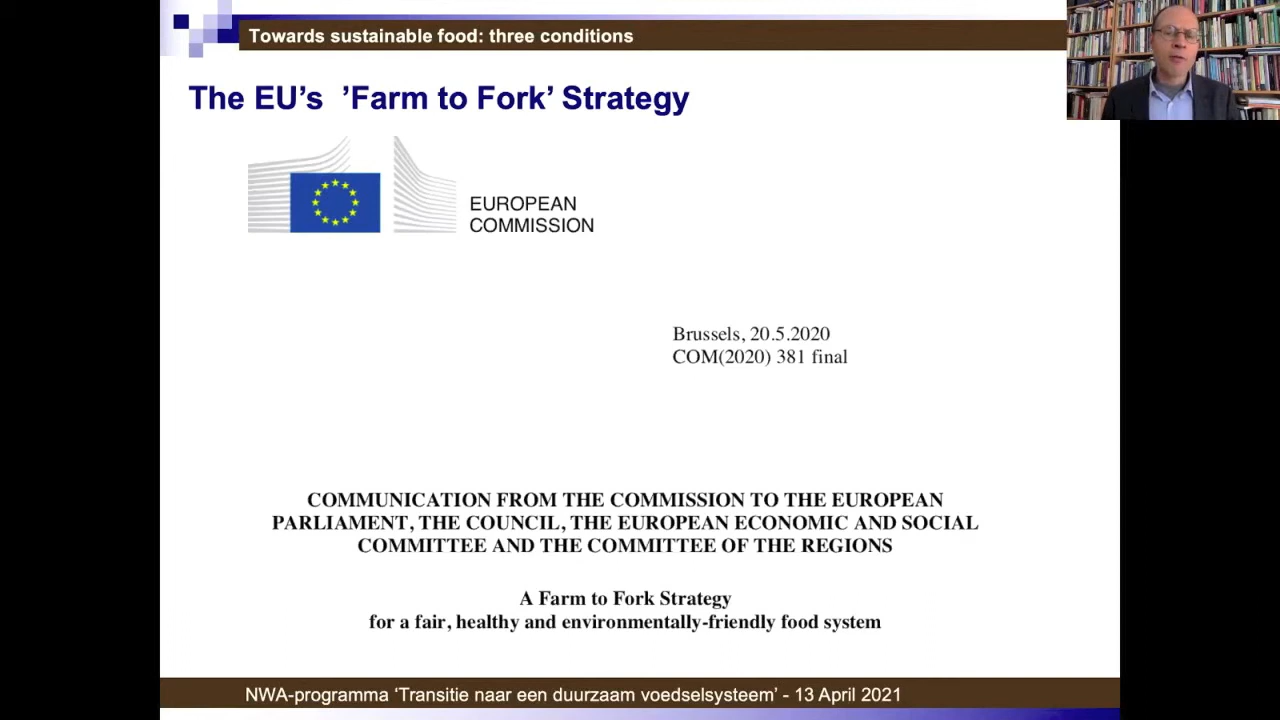 Towards sustainable food: three conditions
The EU’s ’Farm to Fork’ Strategy
EUROPEAN
COMMISSION
Brussels, 20.5.2020
COM(2020) 381 final
COMMUNICATION FROM THE COMMISSION TO THE EUROPEAN
PARLIAMENT, THE COUNCIL, THE EUROPEAN ECONOMIC AND SOCIAL
COMMITTEE AND THE COMMITTEE OF THE REGIONS
A Farm to Fork Strategy
for a fair, healthy and environmentally-friendly food system
NWA-programma ‘Transitie naar een duurzaam voedselsysteem’ - 13 April 2021